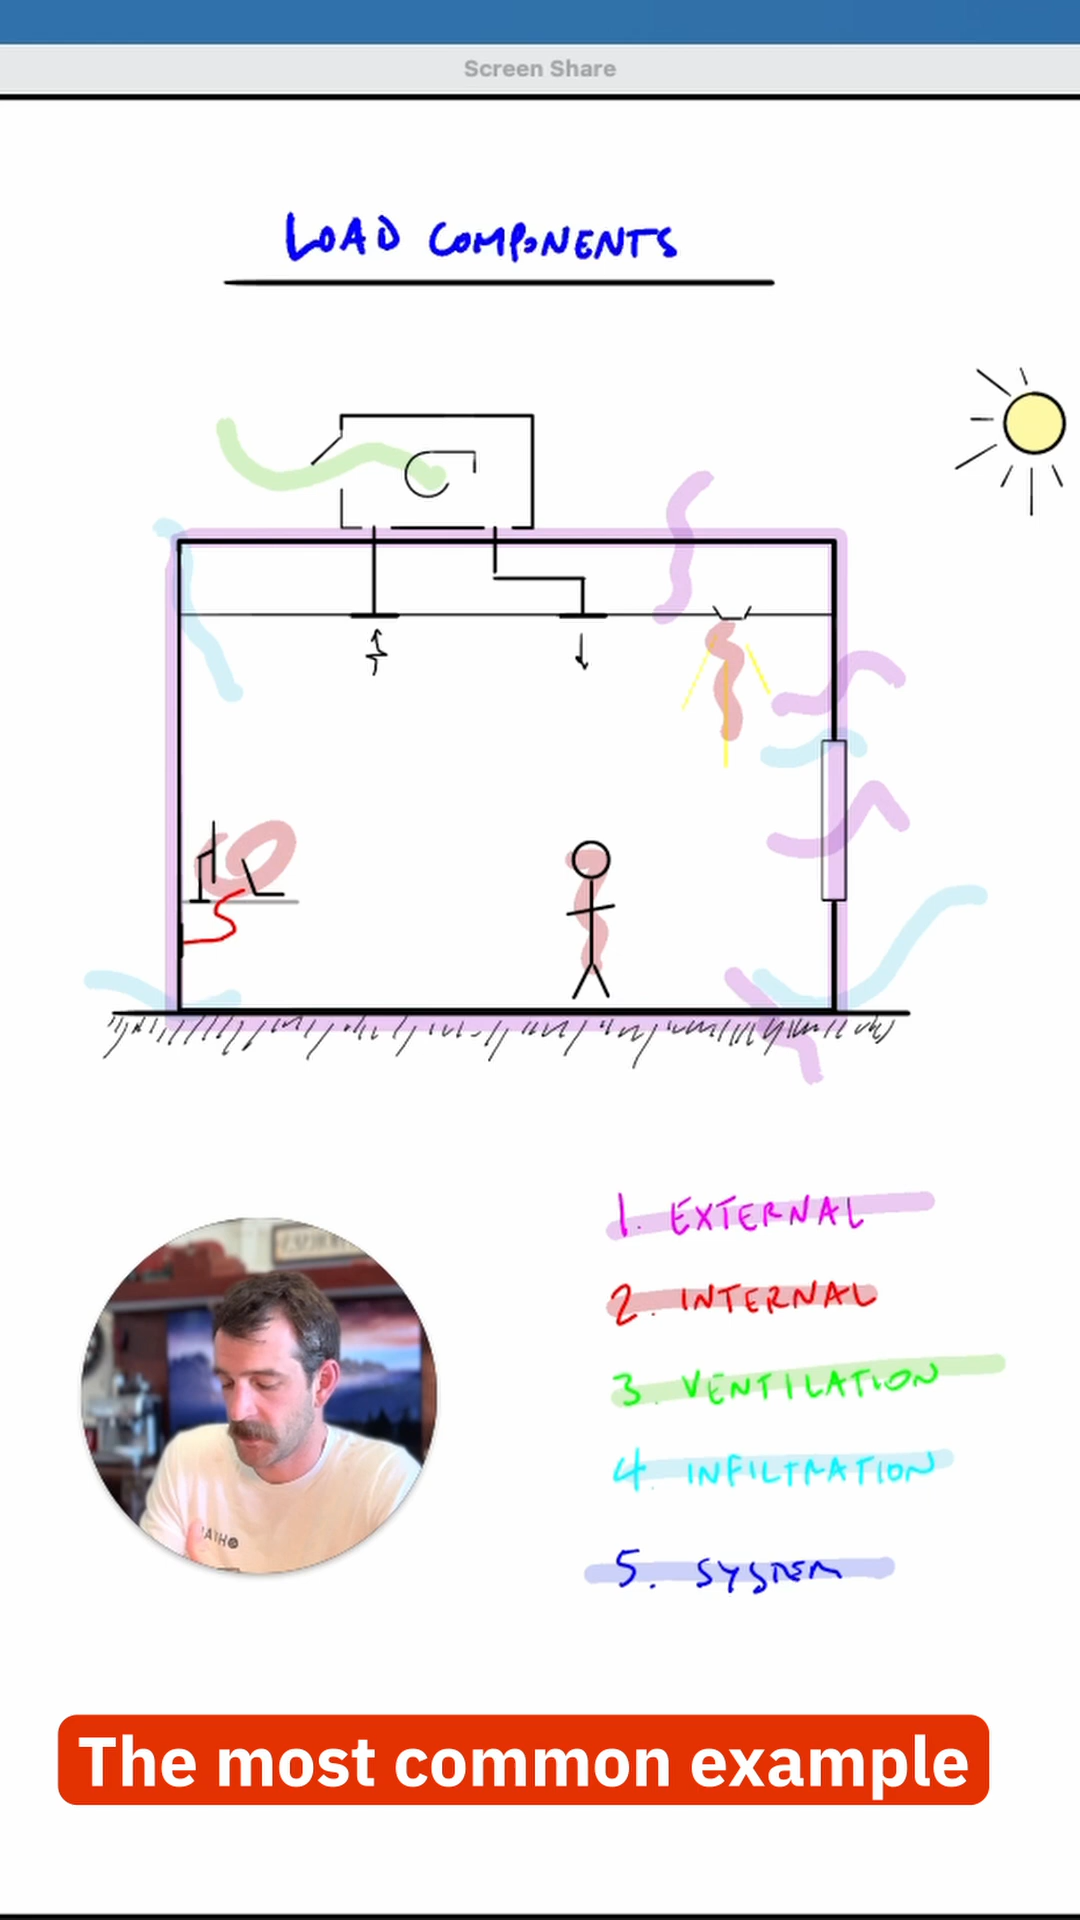 Screen Share
LOAD COMPONENTS
1. EXTERNAL
2. INTERNAL
3 VENTILATION
4 INFILTRATION
5. SYSTEM
The most common example